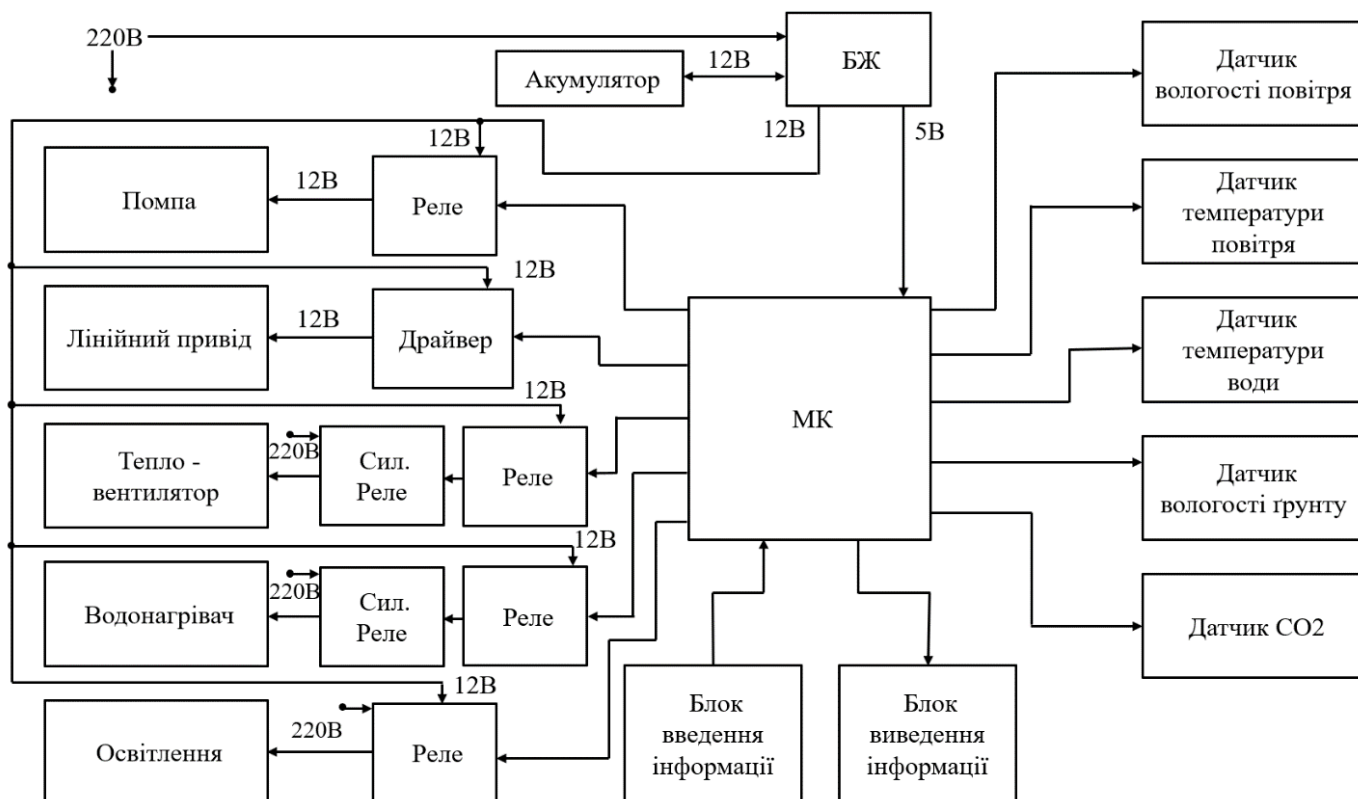 220В
Акумулятор
12В
БЖ
12В
5В
Датчик
вологості повітря
12В
Помпа
12В
Реле
Датчик
температури
повітря
12В
Лінійний привід
12В
Драйвер
МК
Датчик
температури
води
12В
Тепло -
вентилятор
220В
Сил.
Реле
Реле
Датчик
вологості ґрунту
12В
Водонагрівач
220В
Сил.
Реле
Реле
Датчик СО2
12В
Освітлення
220В
Реле
Блок
введення
інформації
Блок
виведення
інформації